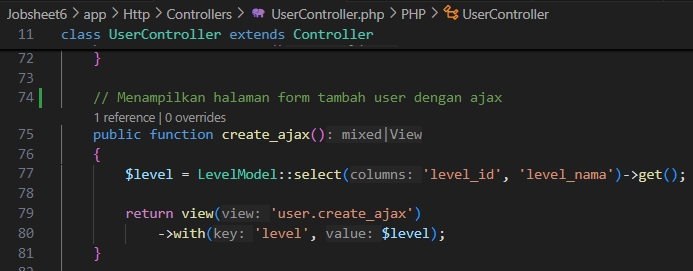 Jobsheet6 > app > Http > Controllers > UserController.php > PHP > UserController
11 class UserController extends Controller
72 }
73
74 // Menampilkan halaman form tambah user dengan ajax
1 reference | 0 overrides
75 public function create_ajax(): mixed|View
76 {
77 $level = LevelModel::select(columns: 'level_id', 'level_nama')->get();
78
79 return view(view: 'user.create_ajax')
80 ->with(key: 'level', value: $level);
81 }